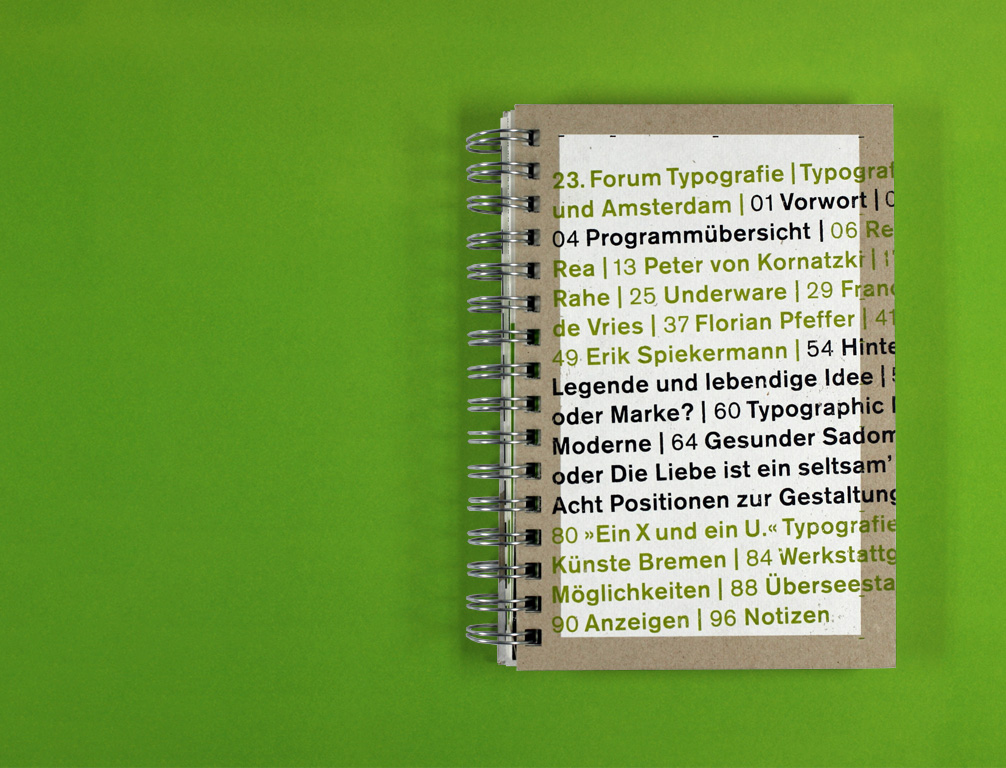 23. Forum Typografie | Typograf
und Amsterdam | 01 Vorwort |
04 Programmübersicht | 06 Re
Rea | 13 Peter von Kornatzki |
Rahe | 25 Underware | 29 Franc
de Vries | 37 Florian Pfeffer | 41
49 Erik Spiekermann | 54 Hinte
Legende und lebendige Idee |
oder Marke? | 60 Typographic
Moderne | 64 Gesunder Sadom
oder Die Liebe ist ein seltsam’
Acht Positionen zur Gestaltung
80 »Ein X und ein U.« Typografie
Künste Bremen | 84 Werkstattg
Möglichkeiten | 88 Überseesta
90 Anzeigen | 96 Notizen